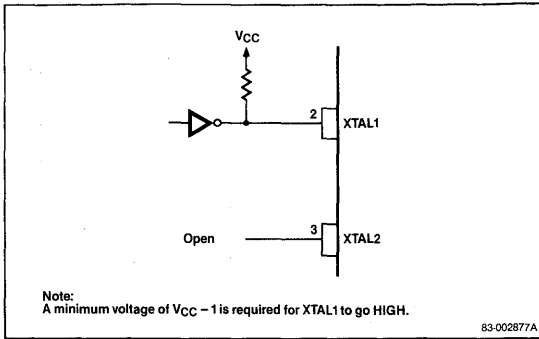 VCC
2
XTAL1
3
Open
XTAL2
Note:
A minimum voltage of VCC – 1 is required for XTAL1 to go HIGH.
83-002877A